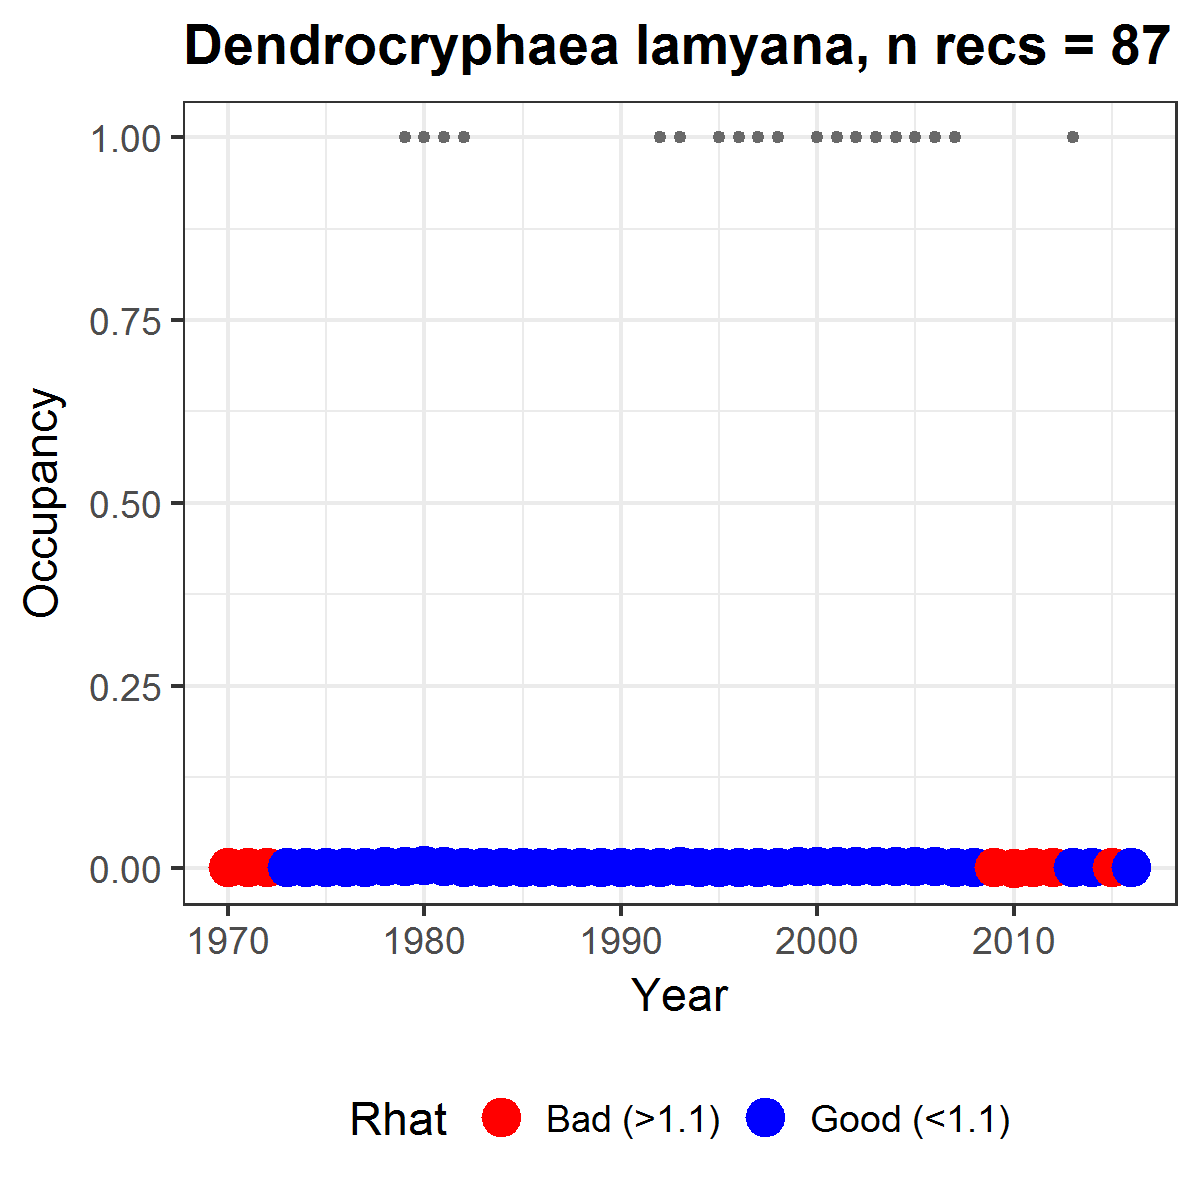 Dendrocryphaea lamyana, n recs = 87
1.00
0.75
0.50
0.25
0.00
Occupancy
1970 1980 1990 2000 2010
Year
Rhat Bad (>1.1) Good (<1.1)